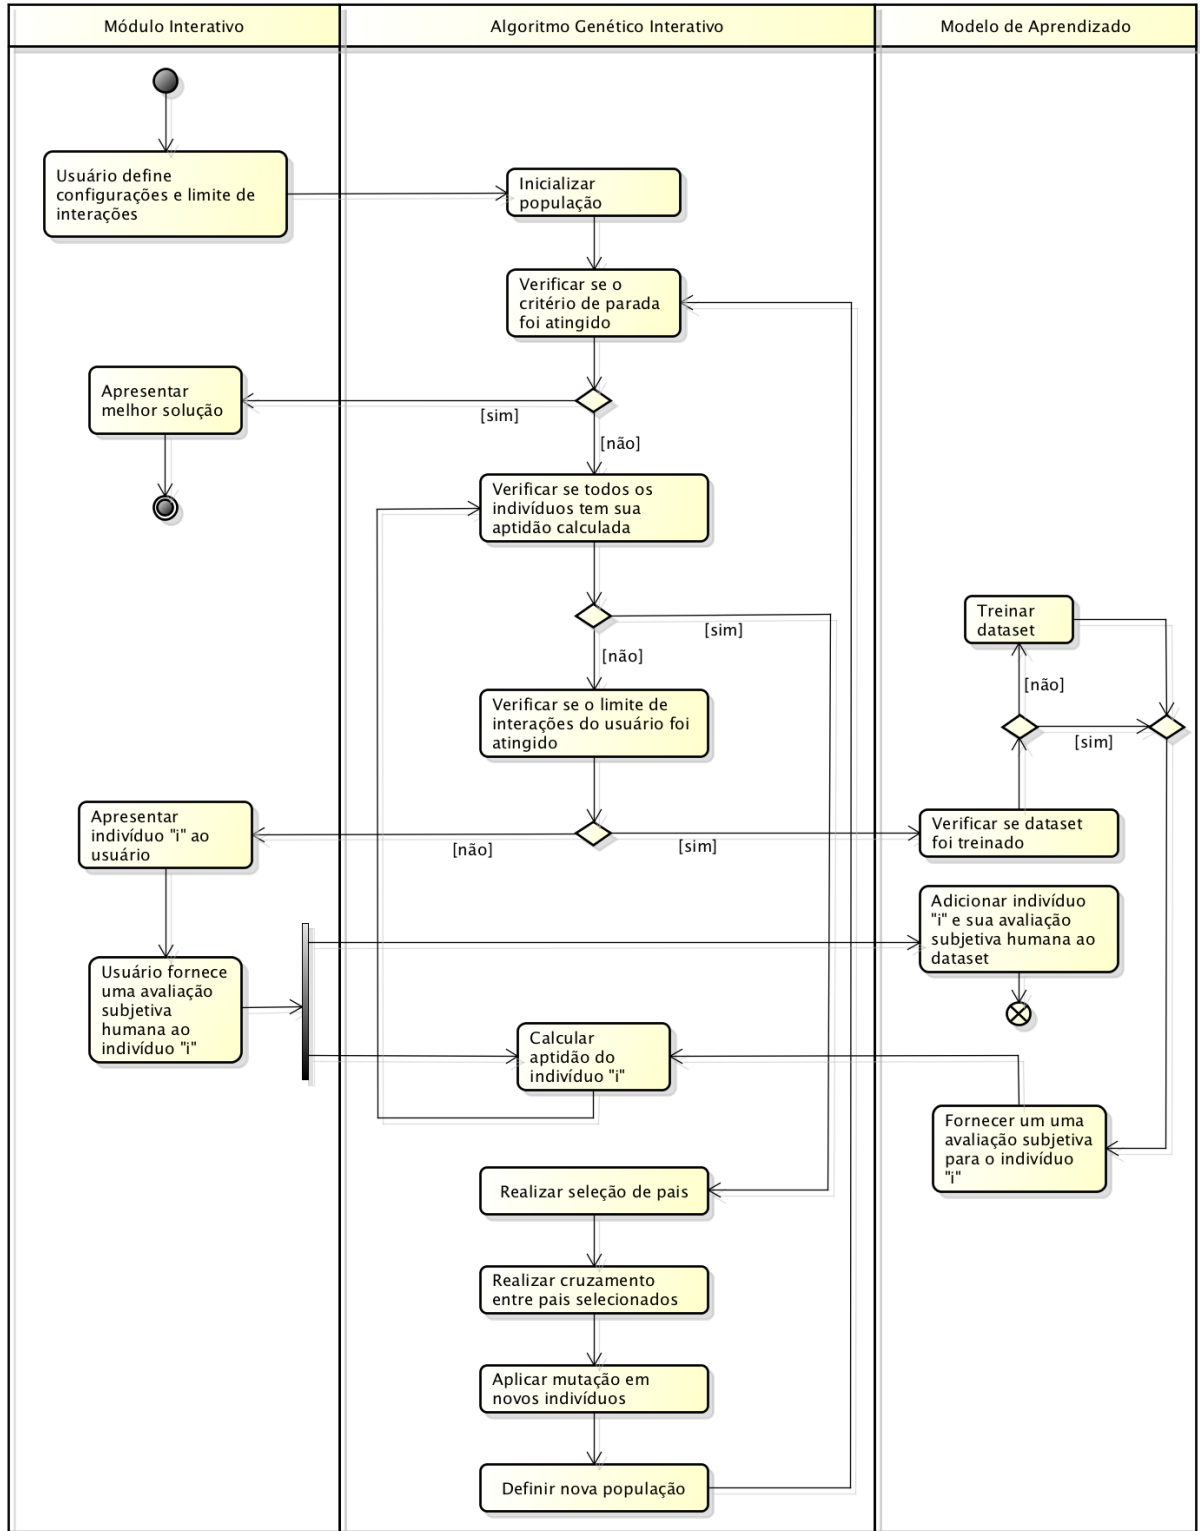 Módulo Interativo
Algoritmo Genético Interativo
Modelo de Aprendizado
Usuário define
configurações e limite de
interações
Inicializar
população
Verificar se o
critério de parada
foi atingido
Apresentar
melhor solução
[sim]
[não]
Verificar se todos os
indivíduos tem sua
aptidão calculada
[sim]
[não]
Treinar
dataset
[não]
[sim]
Verificar se o limite de
interações do usuário foi
atingido
Apresentar
indivíduo "i" ao
usuário
[não]
[sim]
Verificar se dataset
foi treinado
Adicionar indivíduo
"i" e sua avaliação
subjetiva humana ao
dataset
Usuário fornece
uma avaliação
subjetiva
humana ao
indivíduo "i"
Calcular
aptidão do
indivíduo "i"
Fornecer um uma
avaliação subjetiva
para o indivíduo
"i"
Realizar seleção de pais
Realizar cruzamento
entre pais selecionados
Aplicar mutação em
novos indivíduos
Definir nova população